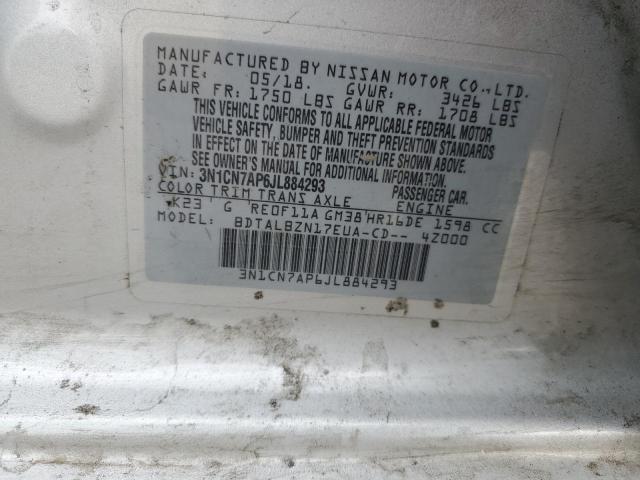 MANUFACTURED BY NISSAN MOTOR CO.,LTD.
DATE: 05/18. GVWR: 3426 LBS
GAWR FR: 1750 LBS GAWR RR: 1708 LBS
THIS VEHICLE CONFORMS TO ALL APPLICABLE FEDERAL MOTOR
VEHICLE SAFETY, BUMPER AND THEFT PREVENTION STANDARDS
IN EFFECT ON THE DATE OF MANUFACTURE SHOWN ABOVE.
SEE OWNER'S MANUAL FOR ADDITIONAL INFORMATION.
VIN: 3N1CN7AP6JL884293 PASSENGER CAR.
COLOR TRIM TRANS AXLE ENGINE
K23 G RE0F11A GM38 HR16DE 1598 CC
MODEL: BDTALBZN17EUA-CD-- 4Z000
3N1CN7AP6JL884293